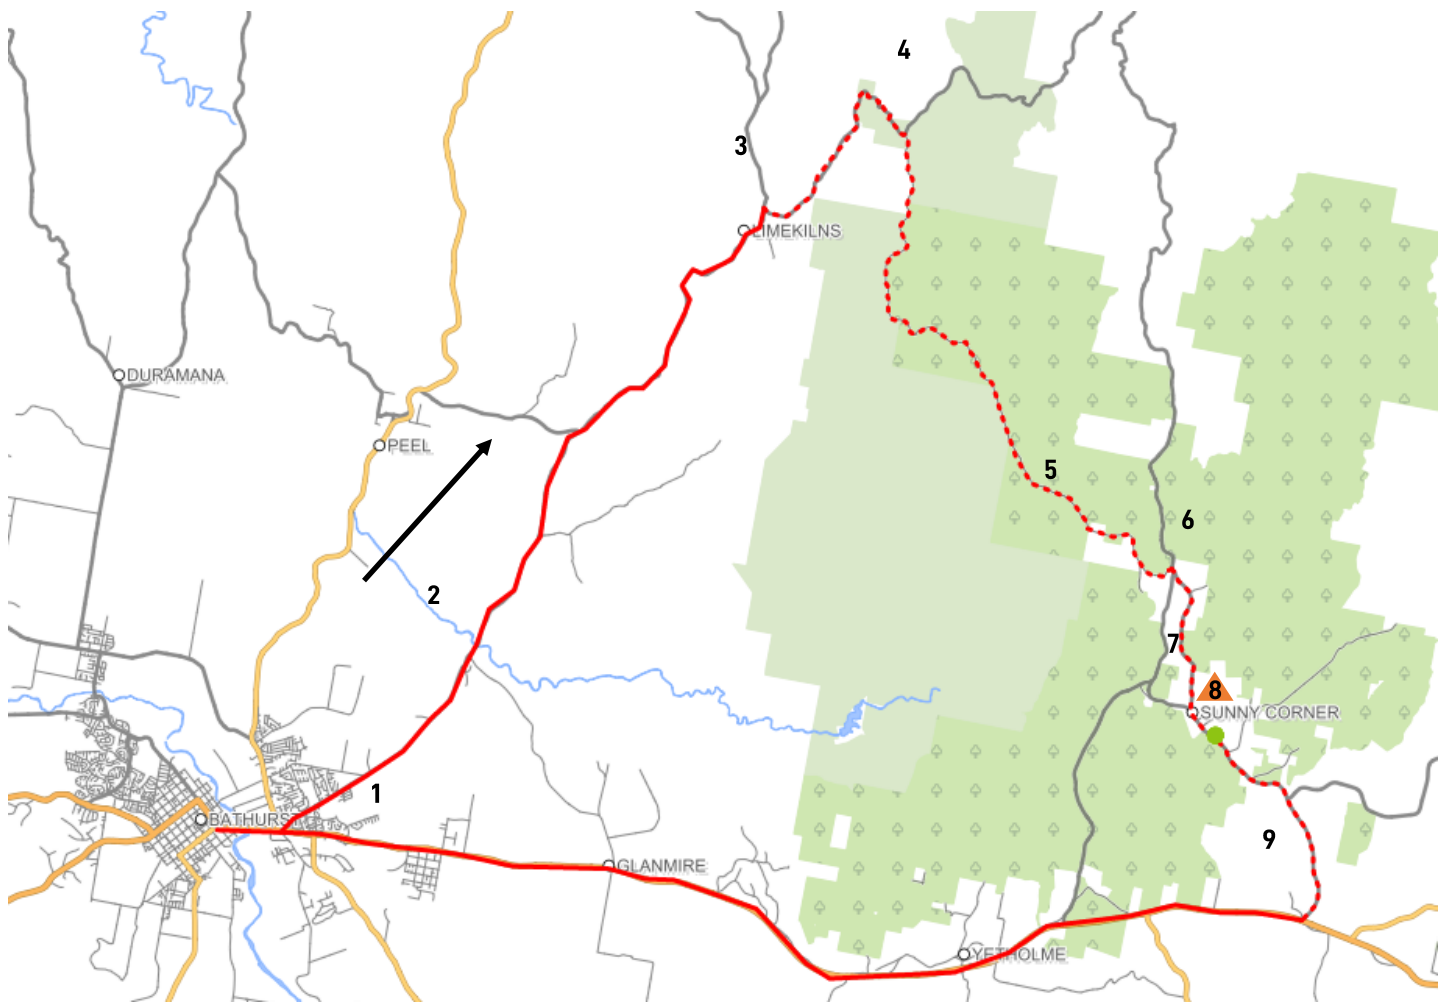 4
3
LIMEKILNS
DURAMANA
PEEL
5
6
2
7
8
SUNNY CORNER
1
BATHURST
9
GLANMIRE
YETHOLME